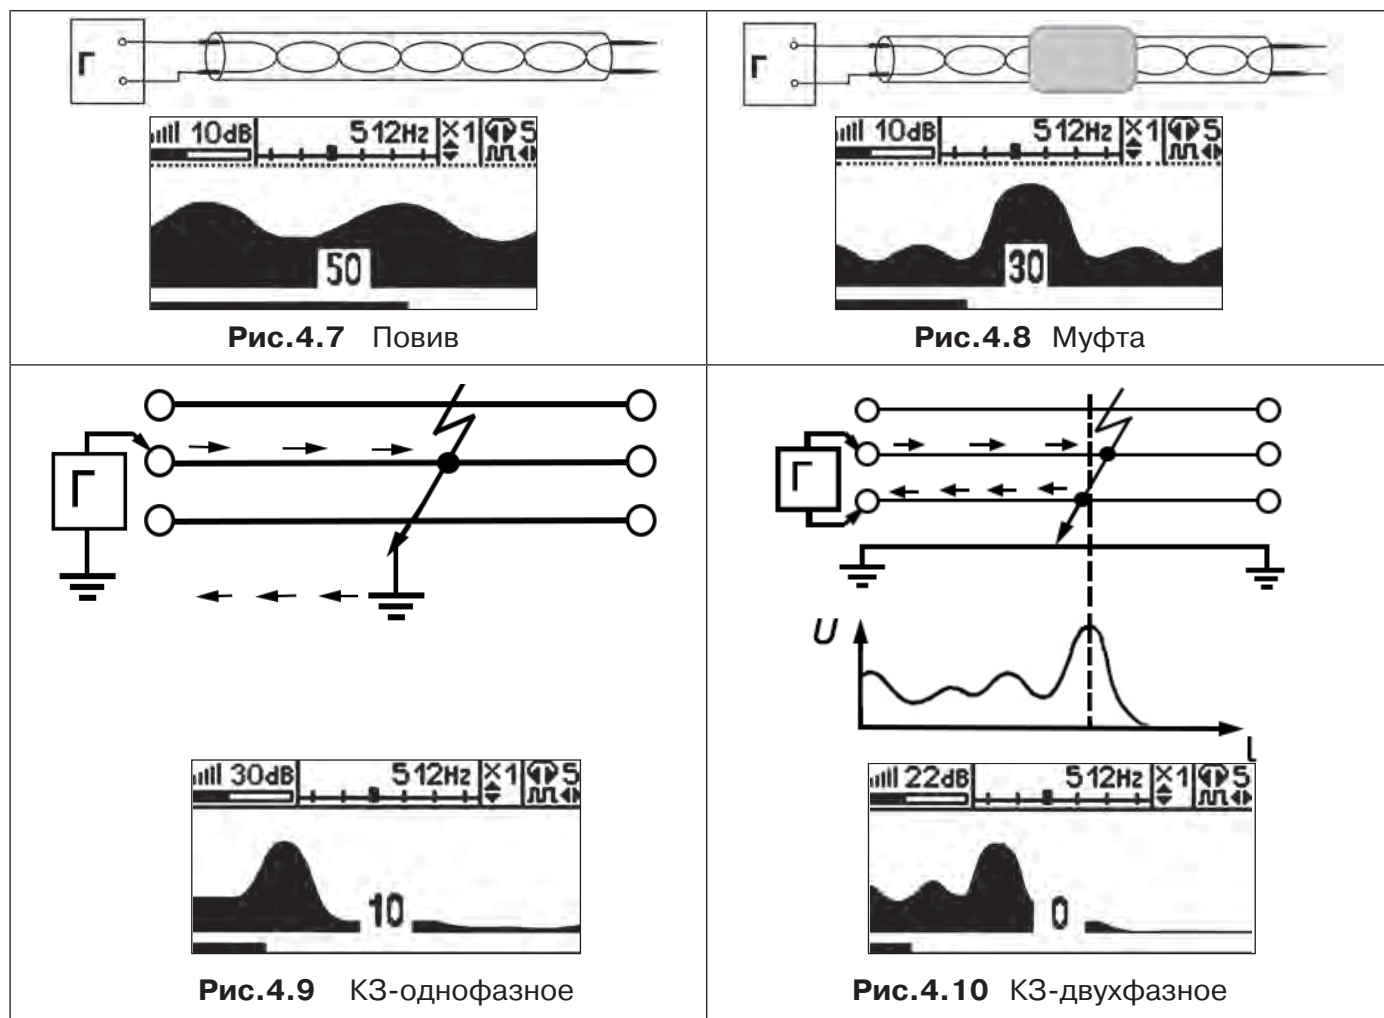 Г
10dB 512Hz ×1 5
50
Рис.4.7 Повив
Г
10dB 512Hz ×1 5
30
Рис.4.8 Муфта
Г
30dB 512Hz ×1 5
10
Рис.4.9 КЗ-однофазное
Г
U
l
22dB 512Hz ×1 5
0
Рис.4.10 КЗ-двухфазное